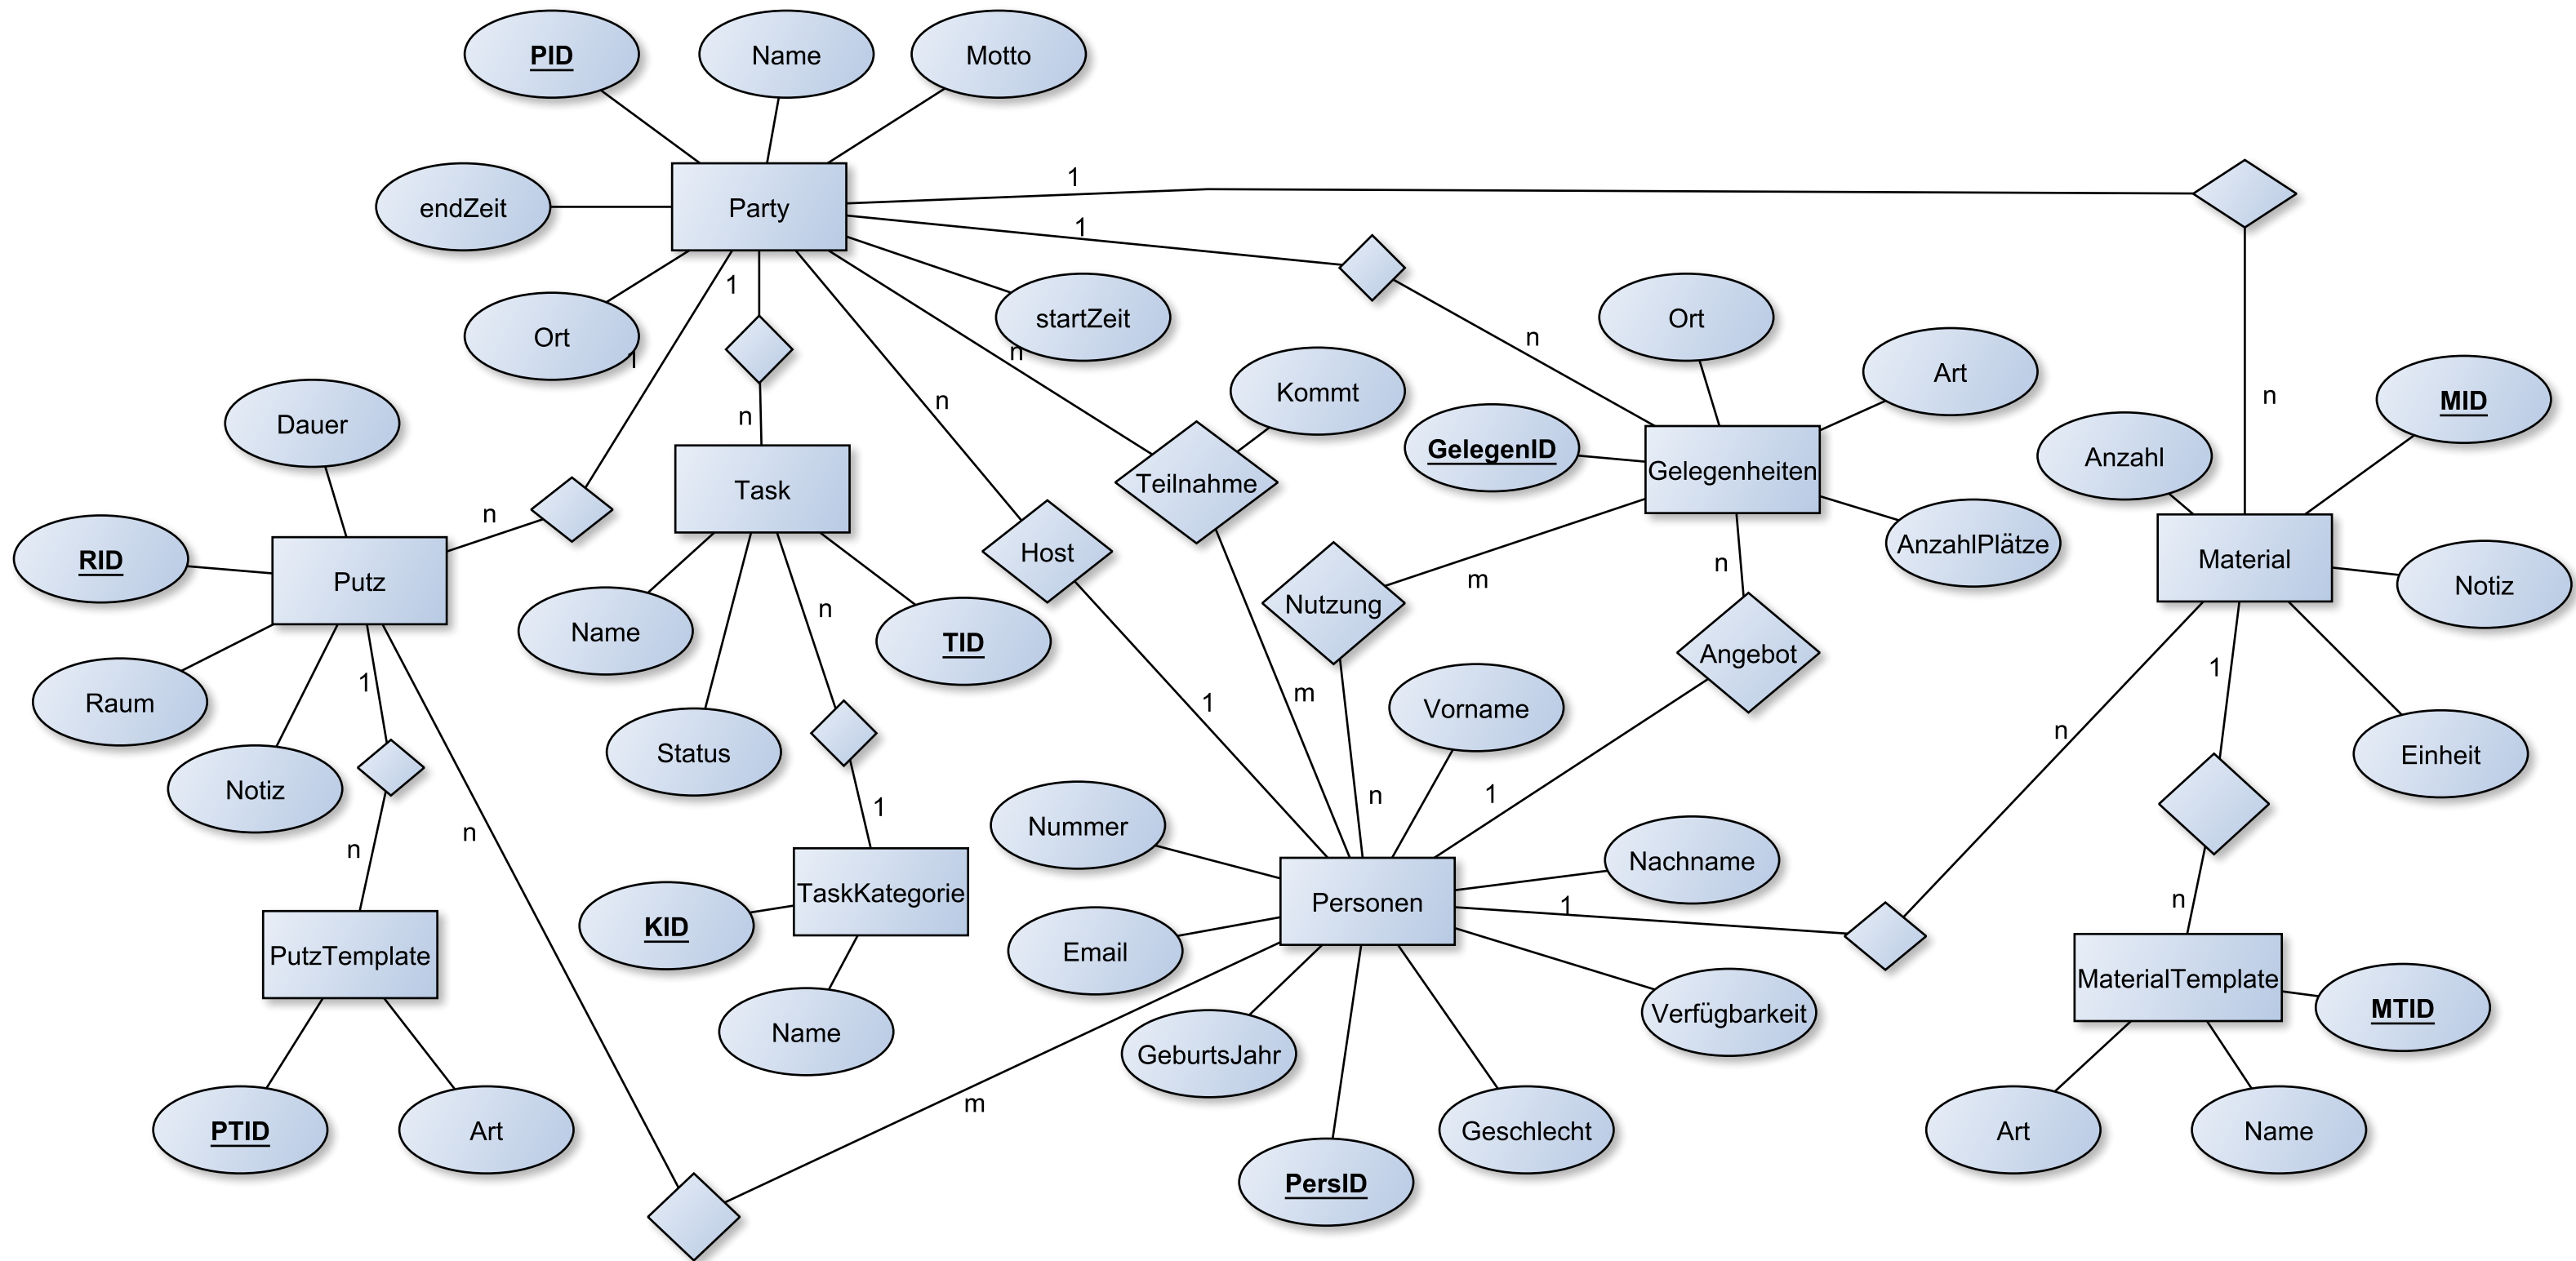 PID
Name
Motto
1
endZeit
Party
1
1
Ort
startZeit
Ort
n
1
n
Kommt
Art
Dauer
n
n
n
MID
GelegenID
Gelegenheiten
Anzahl
Task
Teilnahme
n
AnzahlPlätze
RID
Putz
Host
n
Material
Notiz
m
Nutzung
Name
n
TID
Angebot
1
Raum
1
1
m
Vorname
n
Notiz
Status
Einheit
n
n
1
n
1
Nummer
Nachname
TaskKategorie
n
KID
Personen
1
PutzTemplate
Email
MaterialTemplate
Name
GeburtsJahr
Verfügbarkeit
MTID
m
PTID
Art
Geschlecht
Art
Name
PersID